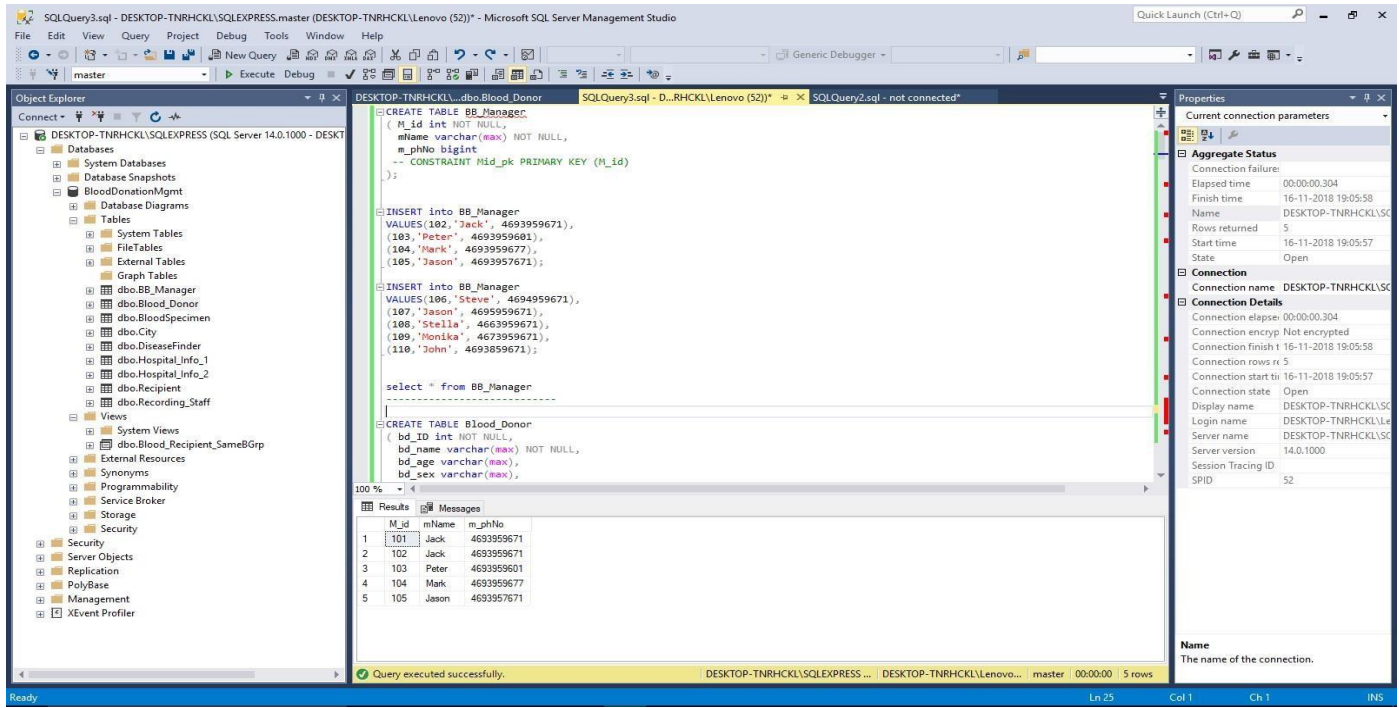 SQLQuery3.sql - DESKTOP-TNRHCKL\SQLEXPRESS.master (DESKTOP-TNRHCKL\Lenovo (52))* - Microsoft SQL Server Management Studio
Quick Launch (Ctrl+Q)
File Edit View Query Project Debug Tools Window Help
New Query
Generic Debugger
master
Execute Debug
Object Explorer
Connect
DESKTOP-TNRHCKL\SQLEXPRESS (SQL Server 14.0.1000 - DESKT
Databases
System Databases
Database Snapshots
BloodDonationMgmt
Database Diagrams
Tables
System Tables
FileTables
External Tables
Graph Tables
dbo.BB_Manager
dbo.Blood_Donor
dbo.BloodSpecimen
dbo.City
dbo.DiseaseFinder
dbo.Hospital_Info_1
dbo.Hospital_Info_2
dbo.Recipient
dbo.Recording_Staff
Views
System Views
dbo.Blood_Recipient_SameBGrp
External Resources
Synonyms
Programmability
Service Broker
Storage
Security
Security
Server Objects
Replication
PolyBase
Management
XEvent Profiler
DESKTOP-TNRHCKL\...dbo.Blood_Donor
SQLQuery3.sql - D...RHCKL\Lenovo (52))*
SQLQuery2.sql - not connected*
CREATE TABLE BB_Manager
( M_id int NOT NULL,
mName varchar(max) NOT NULL,
m_phNo bigint
-- CONSTRAINT Mid_pk PRIMARY KEY (M_id)
);
INSERT into BB_Manager
VALUES(102,'Jack', 4693959671),
(103,'Peter', 4693959601),
(104,'Mark', 4693959677),
(105,'Jason', 4693957671);
INSERT into BB_Manager
VALUES(106,'Steve', 4694959671),
(107,'Jason', 4695959671),
(108,'Stella', 4663959671),
(109,'Monika', 4673959671),
(110,'John', 4693859671);
select * from BB_Manager
---------------------------
CREATE TABLE Blood_Donor
( bd_ID int NOT NULL,
bd_name varchar(max) NOT NULL,
bd_age varchar(max),
bd_sex varchar(max),
100 %
Results Messages
M_id mName m_phNo
1 101 Jack 4693959671
2 102 Jack 4693959671
3 103 Peter 4693959601
4 104 Mark 4693959677
5 105 Jason 4693957671
Query executed successfully.
DESKTOP-TNRHCKL\SQLEXPRESS ... DESKTOP-TNRHCKL\Lenovo... master 00:00:00 5 rows
Properties
Current connection parameters
Aggregate Status
Connection failure:
Elapsed time 00:00:00.304
Finish time 16-11-2018 19:05:58
Name DESKTOP-TNRHCKL\SC
Rows returned 5
Start time 16-11-2018 19:05:57
State Open
Connection
Connection name DESKTOP-TNRHCKL\SC
Connection Details
Connection elapse 00:00:00.304
Connection encryp Not encrypted
Connection finish t 16-11-2018 19:05:58
Connection rows re 5
Connection start tir 16-11-2018 19:05:57
Connection state Open
Display name DESKTOP-TNRHCKL\SC
Login name DESKTOP-TNRHCKL\Le
Server name DESKTOP-TNRHCKL\SC
Server version 14.0.1000
Session Tracing ID
SPID 52
Name
The name of the connection.
Ready
Ln 25 Col 1 Ch 1 INS